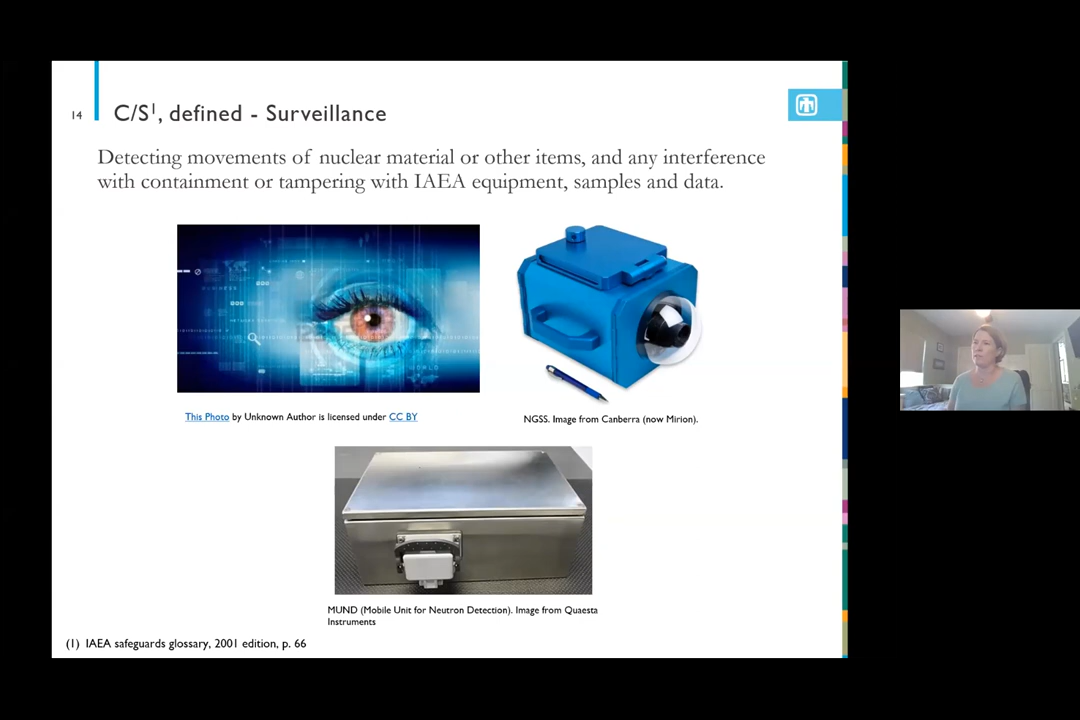 14
C/S¹, defined - Surveillance
Detecting movements of nuclear material or other items, and any interference
with containment or tampering with IAEA equipment, samples and data.
BUSINESS
WORLD
This Photo by Unknown Author is licensed under CC BY
NGSS. Image from Canberra (now Mirion).
MUND (Mobile Unit for Neutron Detection). Image from Quaesta
Instruments
(1) IAEA safeguards glossary, 2001 edition, p. 66